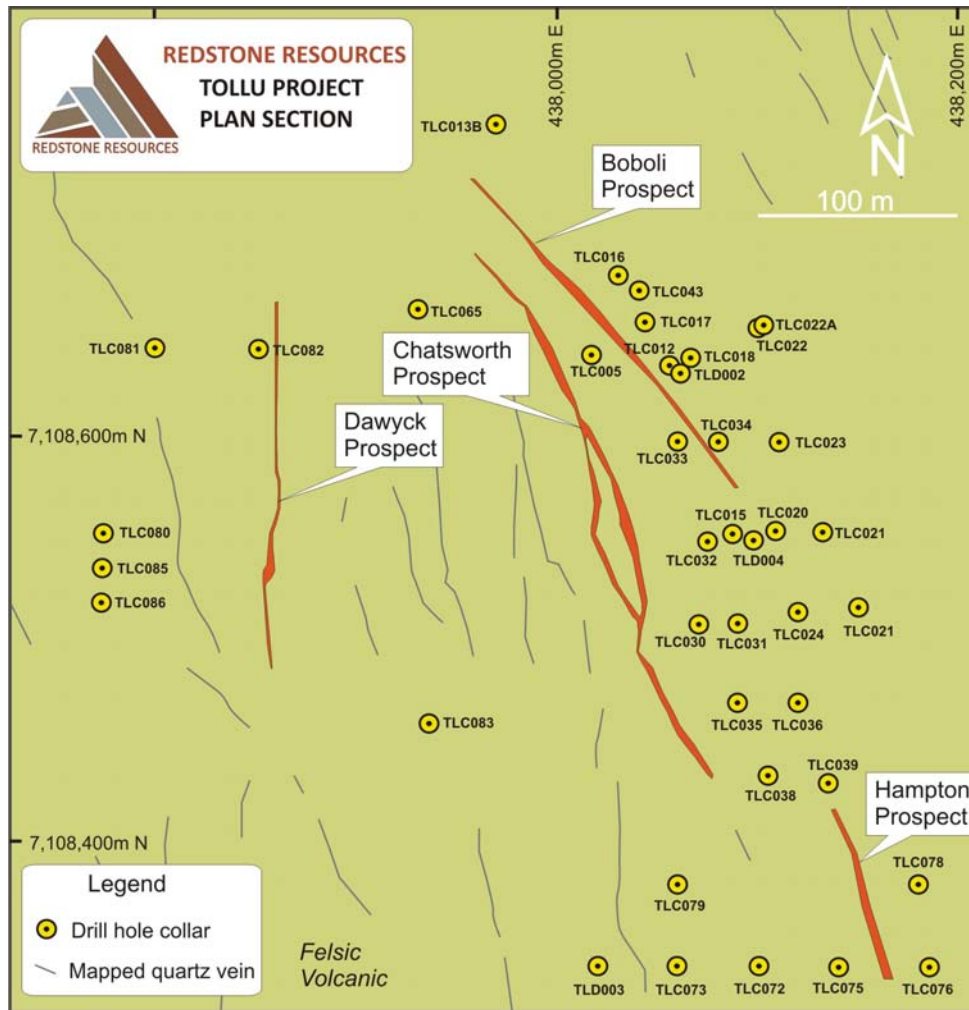 REDSTONE RESOURCES
TOLLU PROJECT
PLAN SECTION
REDSTONE RESOURCES
438,000m E
438,200m E
N
100 m
TLC013B
Boboli
Prospect
TLC016
TLC043
TLC065
TLC017
TLC022A
TLC022
TLC081
TLC082
Chatsworth
Prospect
TLC005
TLC012
TLC018
TLD002
7,108,600m N
Dawyck
Prospect
TLC034
TLC033
TLC023
TLC080
TLC015
TLC020
TLC021
TLC032
TLD004
TLC085
TLC086
TLC030
TLC031
TLC024
TLC021
TLC083
TLC035
TLC036
TLC038
TLC039
Hampton
Prospect
7,108,400m N
TLC078
TLC079
Legend
Drill hole collar
Mapped quartz vein
Felsic
Volcanic
TLD003
TLC073
TLC072
TLC075
TLC076